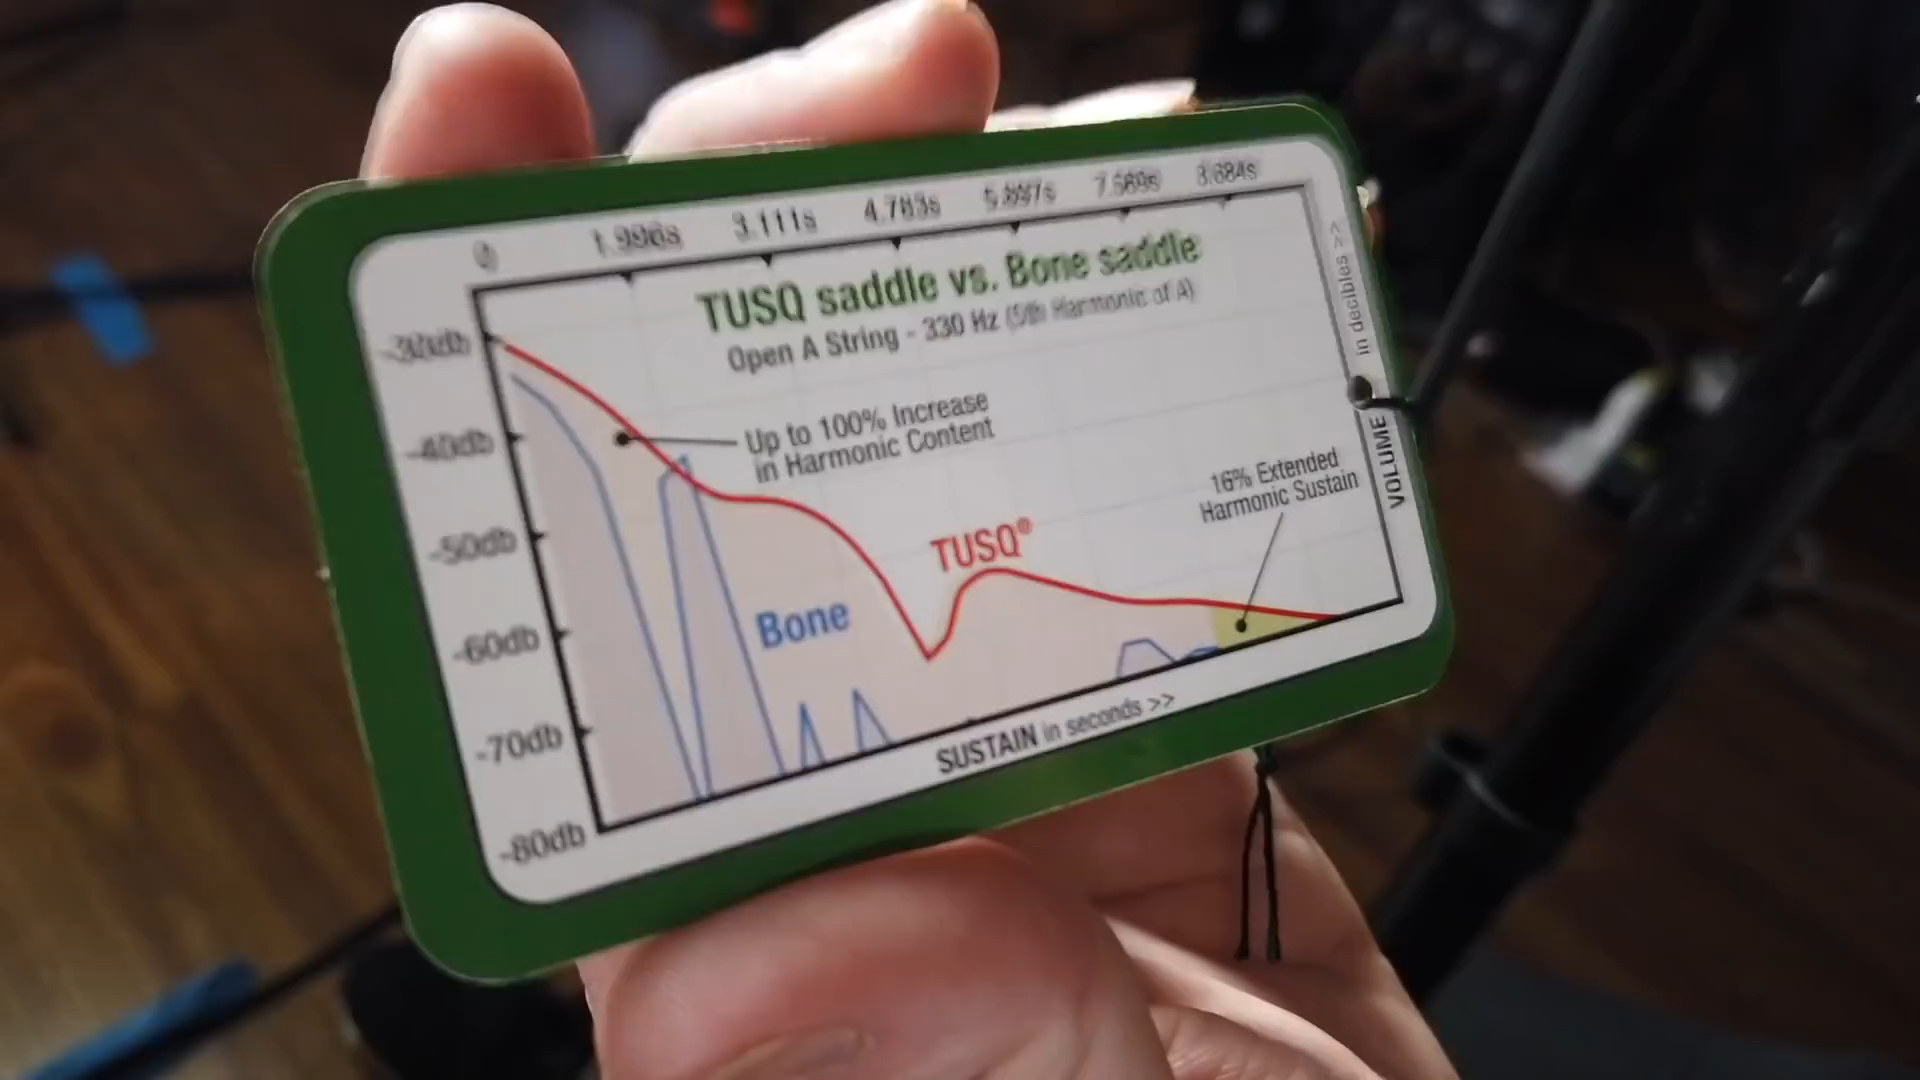 0 1.996s 3.111s 4.783s 5.897s 7.569s 8.684s
TUSQ saddle vs. Bone saddle
Open A String - 330 Hz (5th Harmonic of A)
-30db
-40db
-50db
-60db
-70db
-80db
Up to 100% Increase
in Harmonic Content
16% Extended
Harmonic Sustain
TUSQ®
Bone
SUSTAIN in seconds >>
VOLUME in decibles >>